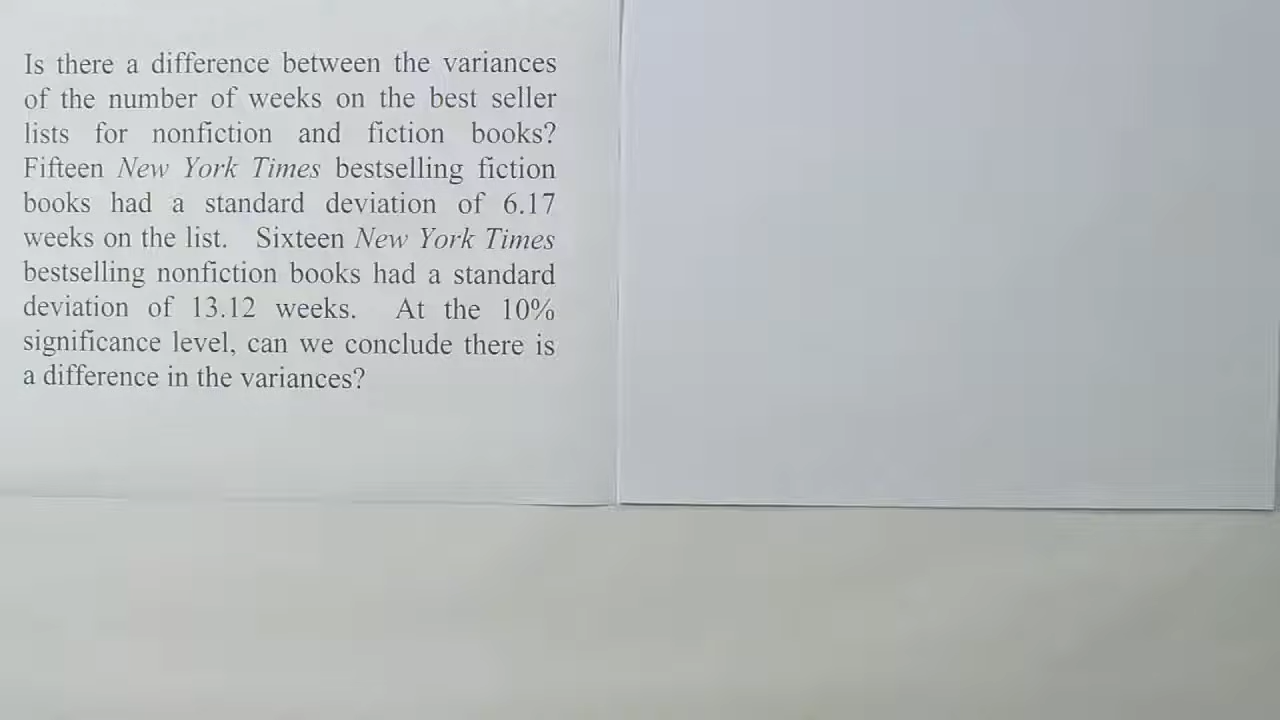 Is there a difference between the variances
of the number of weeks on the best seller
lists for nonfiction and fiction books?
Fifteen New York Times bestselling fiction
books had a standard deviation of 6.17
weeks on the list. Sixteen New York Times
bestselling nonfiction books had a standard
deviation of 13.12 weeks. At the 10%
significance level, can we conclude there is
a difference in the variances?